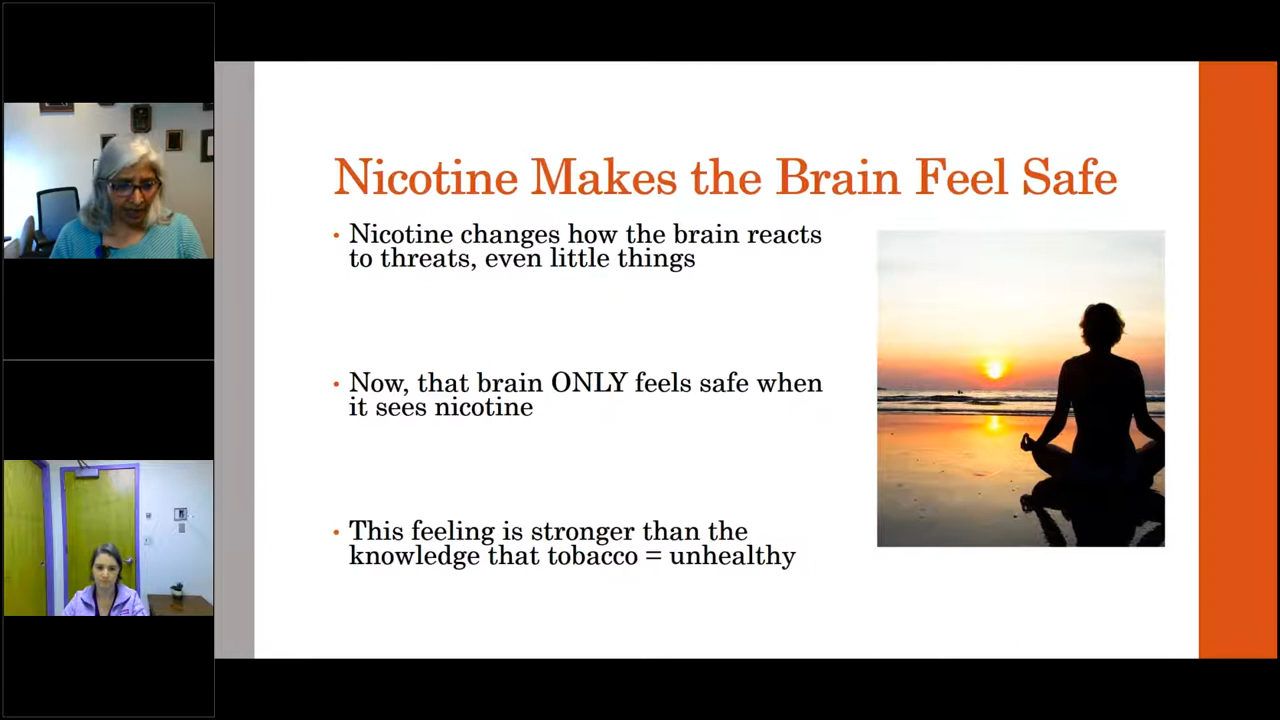 Nicotine Makes the Brain Feel Safe
• Nicotine changes how the brain reacts
to threats, even little things
• Now, that brain ONLY feels safe when
it sees nicotine
• This feeling is stronger than the
knowledge that tobacco = unhealthy